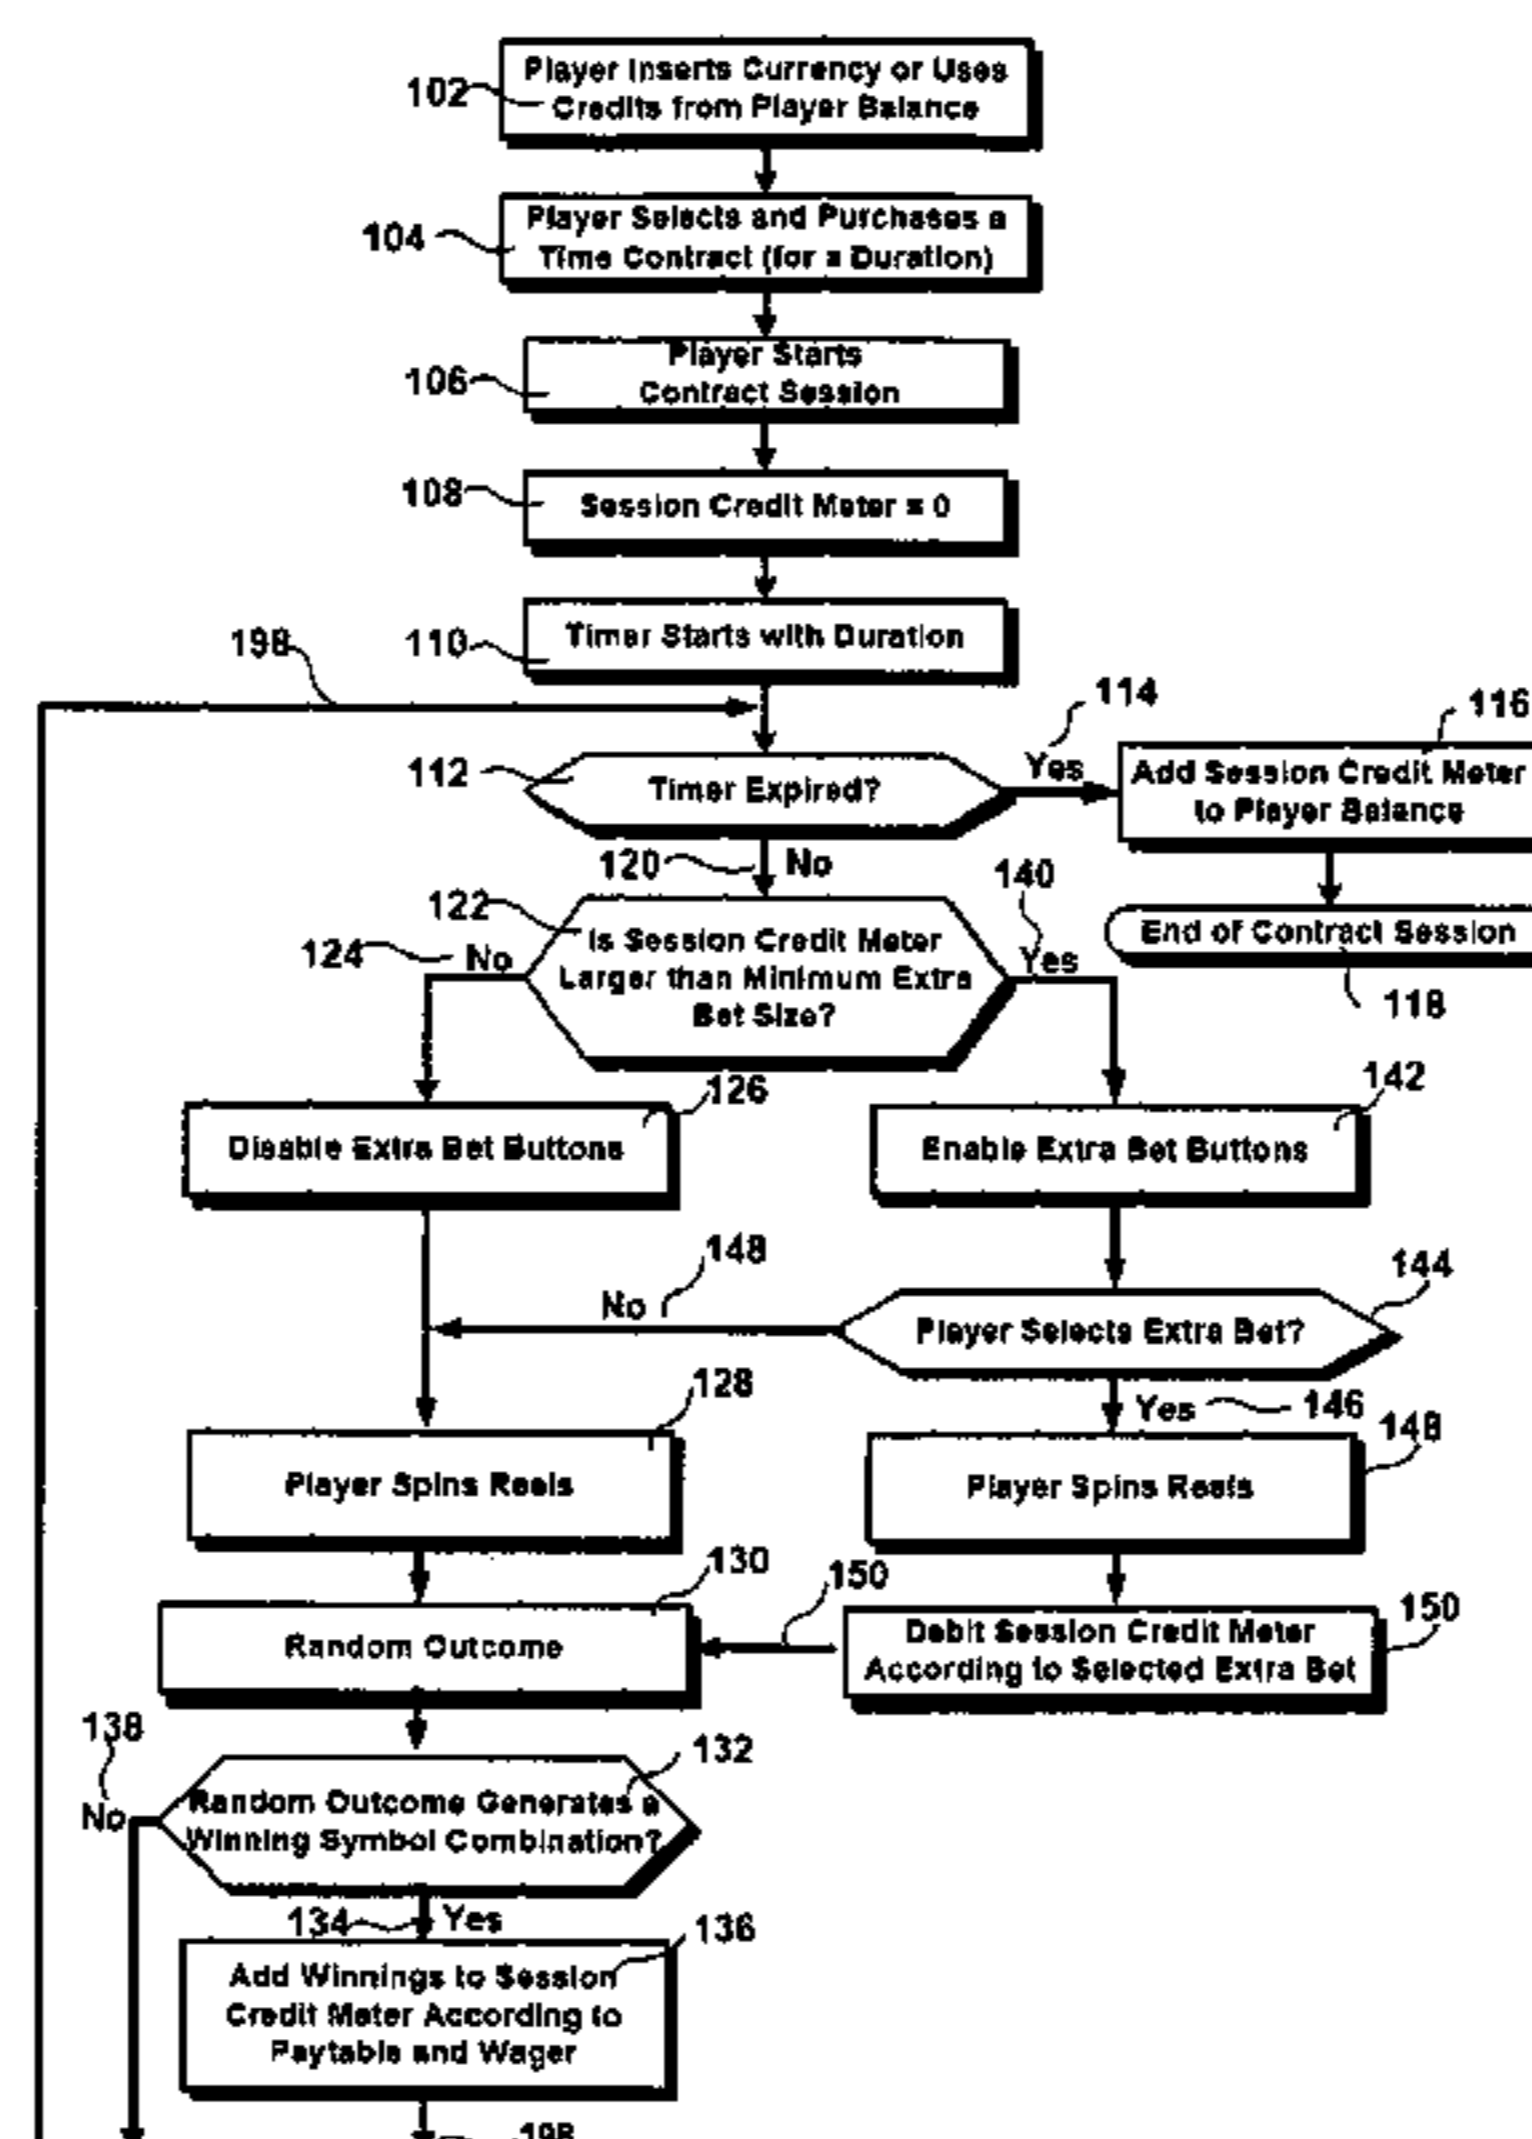 Player Inserts Currency or Uses
102
Credits from Player Balance
Player Selects and Purchases a
104
Time Contract (for a Duration)
Player Starts
106
Contract Session
108
Session Credit Meter = 0
198
110
Timer Starts with Duration
114
116
112
Timer Expired?
Yes
Add Session Credit Meter
to Player Balance
120
No
140
122
End of Contract Session
118
124
No
Is Session Credit Meter
Larger than Minimum Extra
Bet Size?
Yes
126
142
Disable Extra Bet Buttons
Enable Extra Bet Buttons
148
144
No
Player Selects Extra Bet?
128
Yes
146
148
Player Spins Reels
Player Spins Reels
130
150
150
Random Outcome
Debit Session Credit Meter
According to Selected Extra Bet
138
132
No
Random Outcome Generates a
Winning Symbol Combination?
134
Yes
136
Add Winnings to Session
Credit Meter According to
Paytable and Wager
198